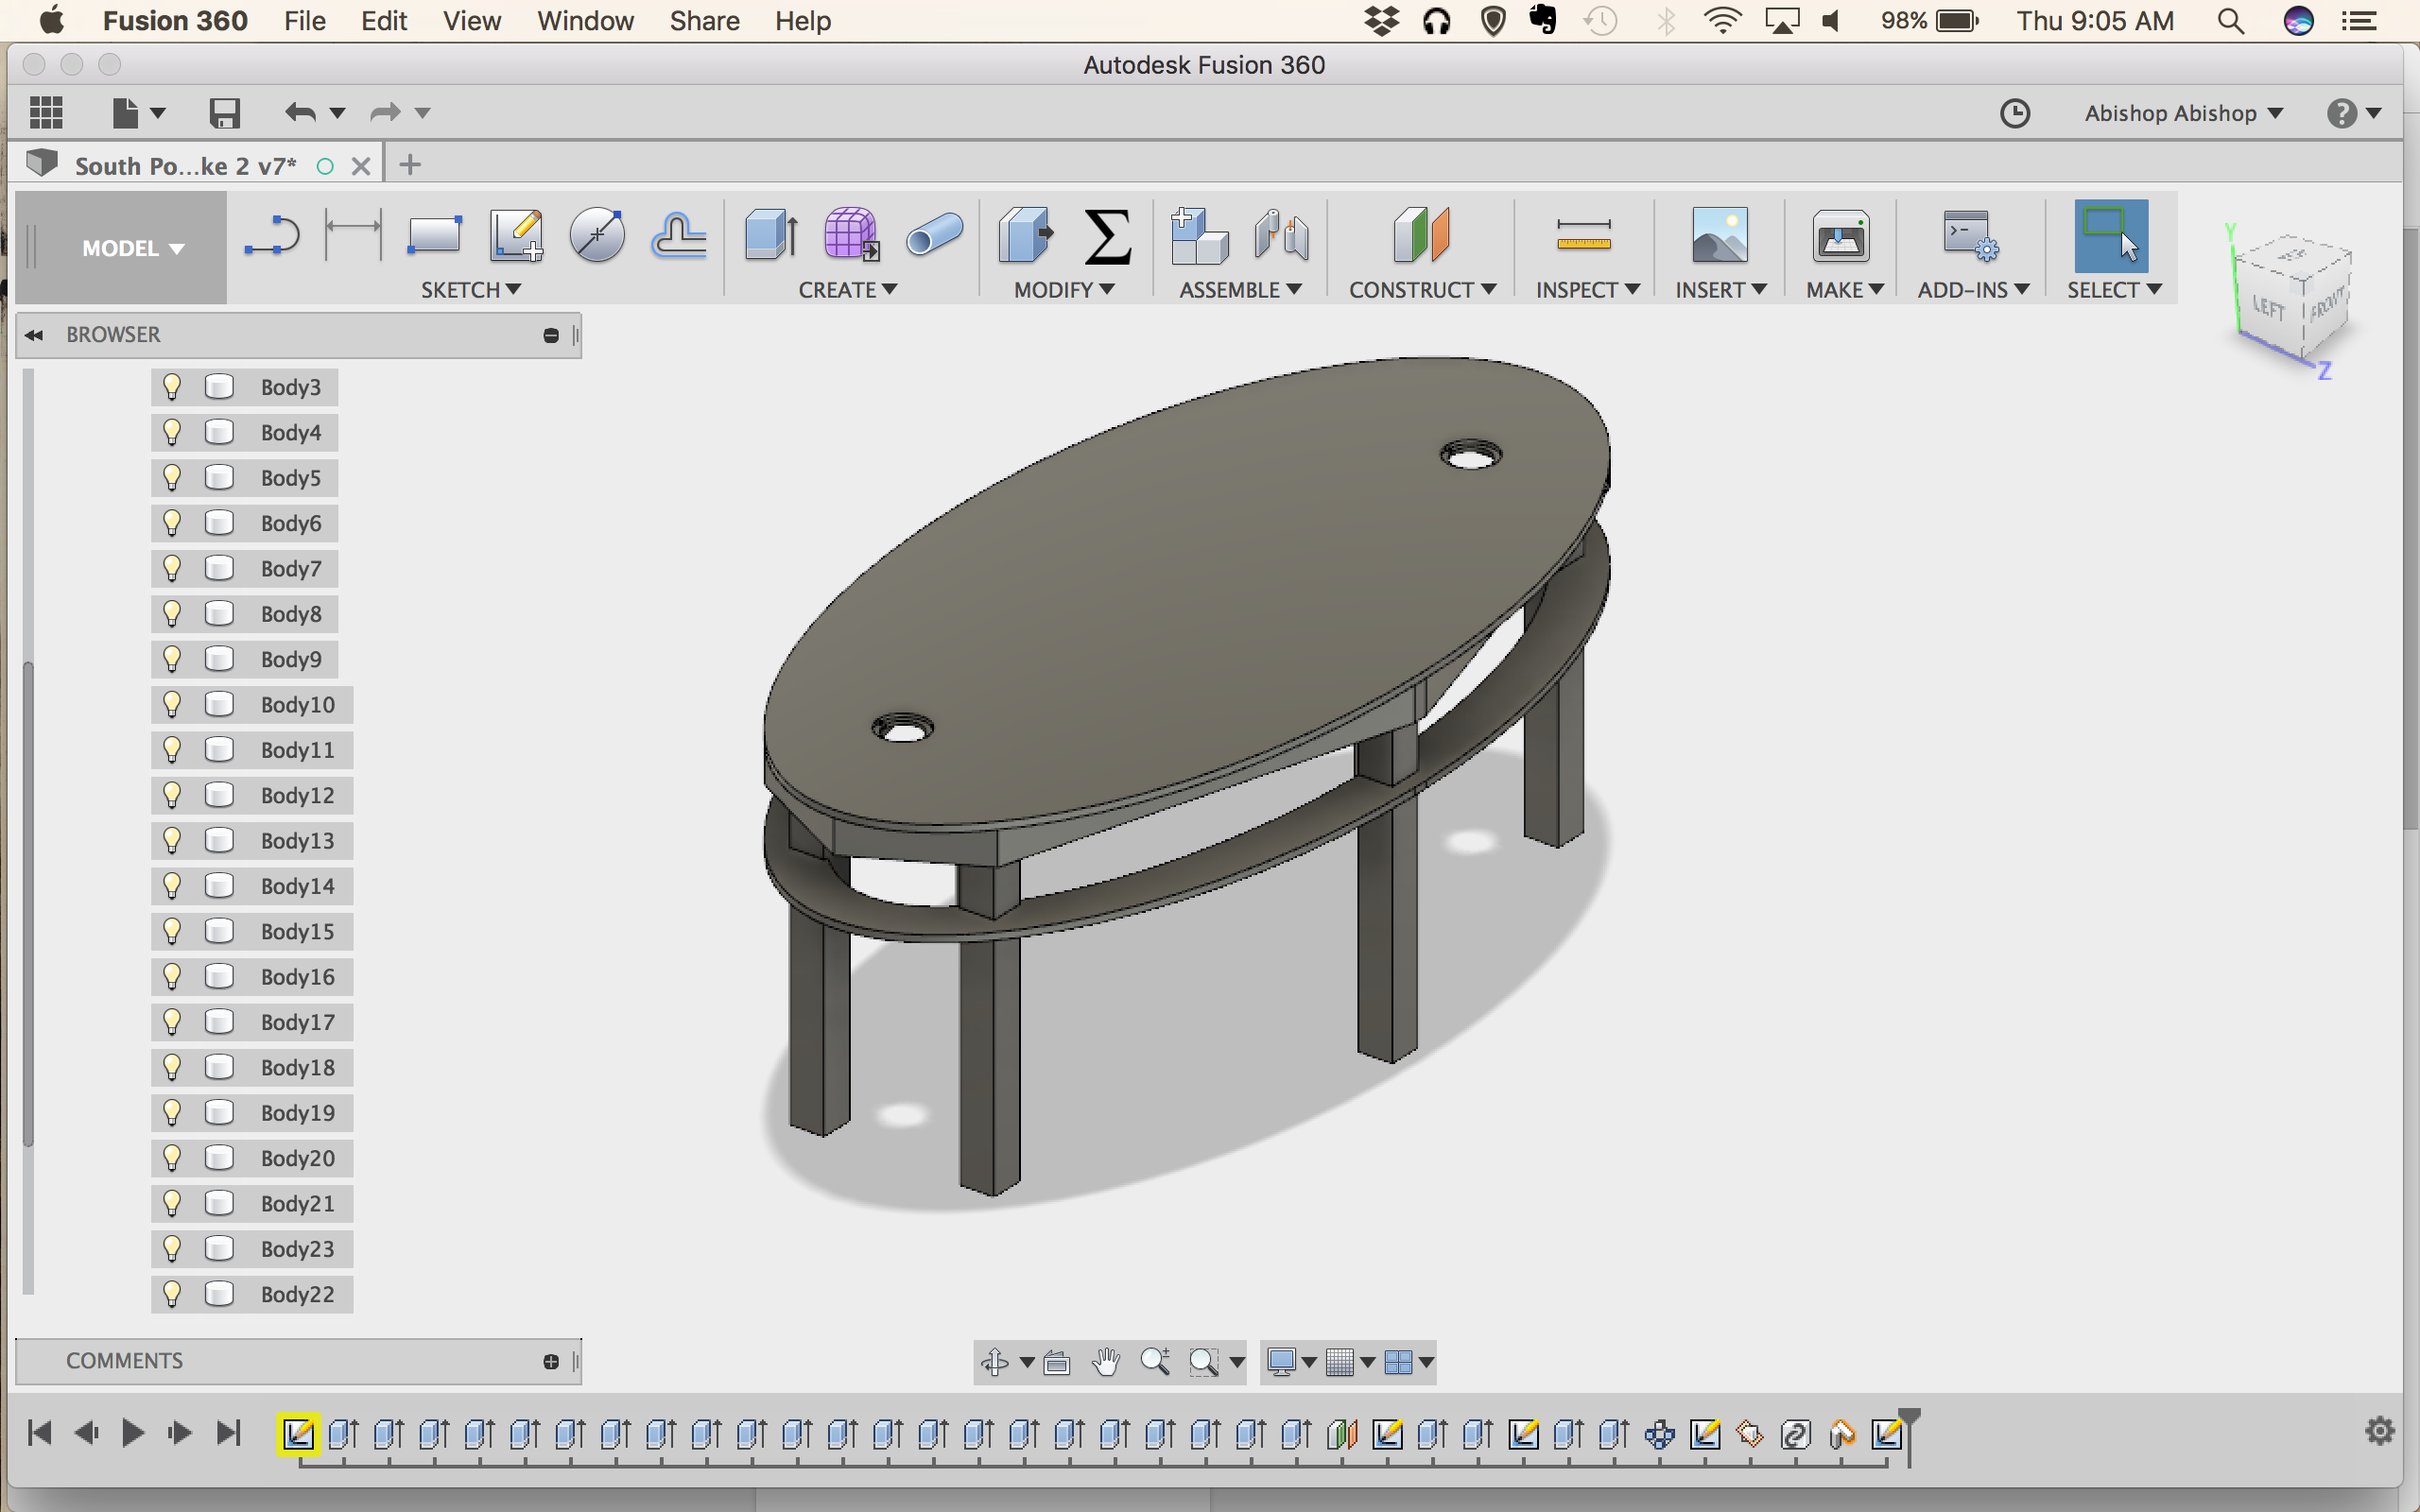 Fusion 360 File Edit View Window Share Help 98% Thu 9:05 AM
Autodesk Fusion 360
Abishop Abishop ?
South Po...ke 2 v7*
MODEL
SKETCH CREATE MODIFY ASSEMBLE CONSTRUCT INSPECT INSERT MAKE ADD-INS SELECT
Y
TOP
LEFT FRONT
Z
BROWSER
Body3
Body4
Body5
Body6
Body7
Body8
Body9
Body10
Body11
Body12
Body13
Body14
Body15
Body16
Body17
Body18
Body19
Body20
Body21
Body23
Body22
COMMENTS